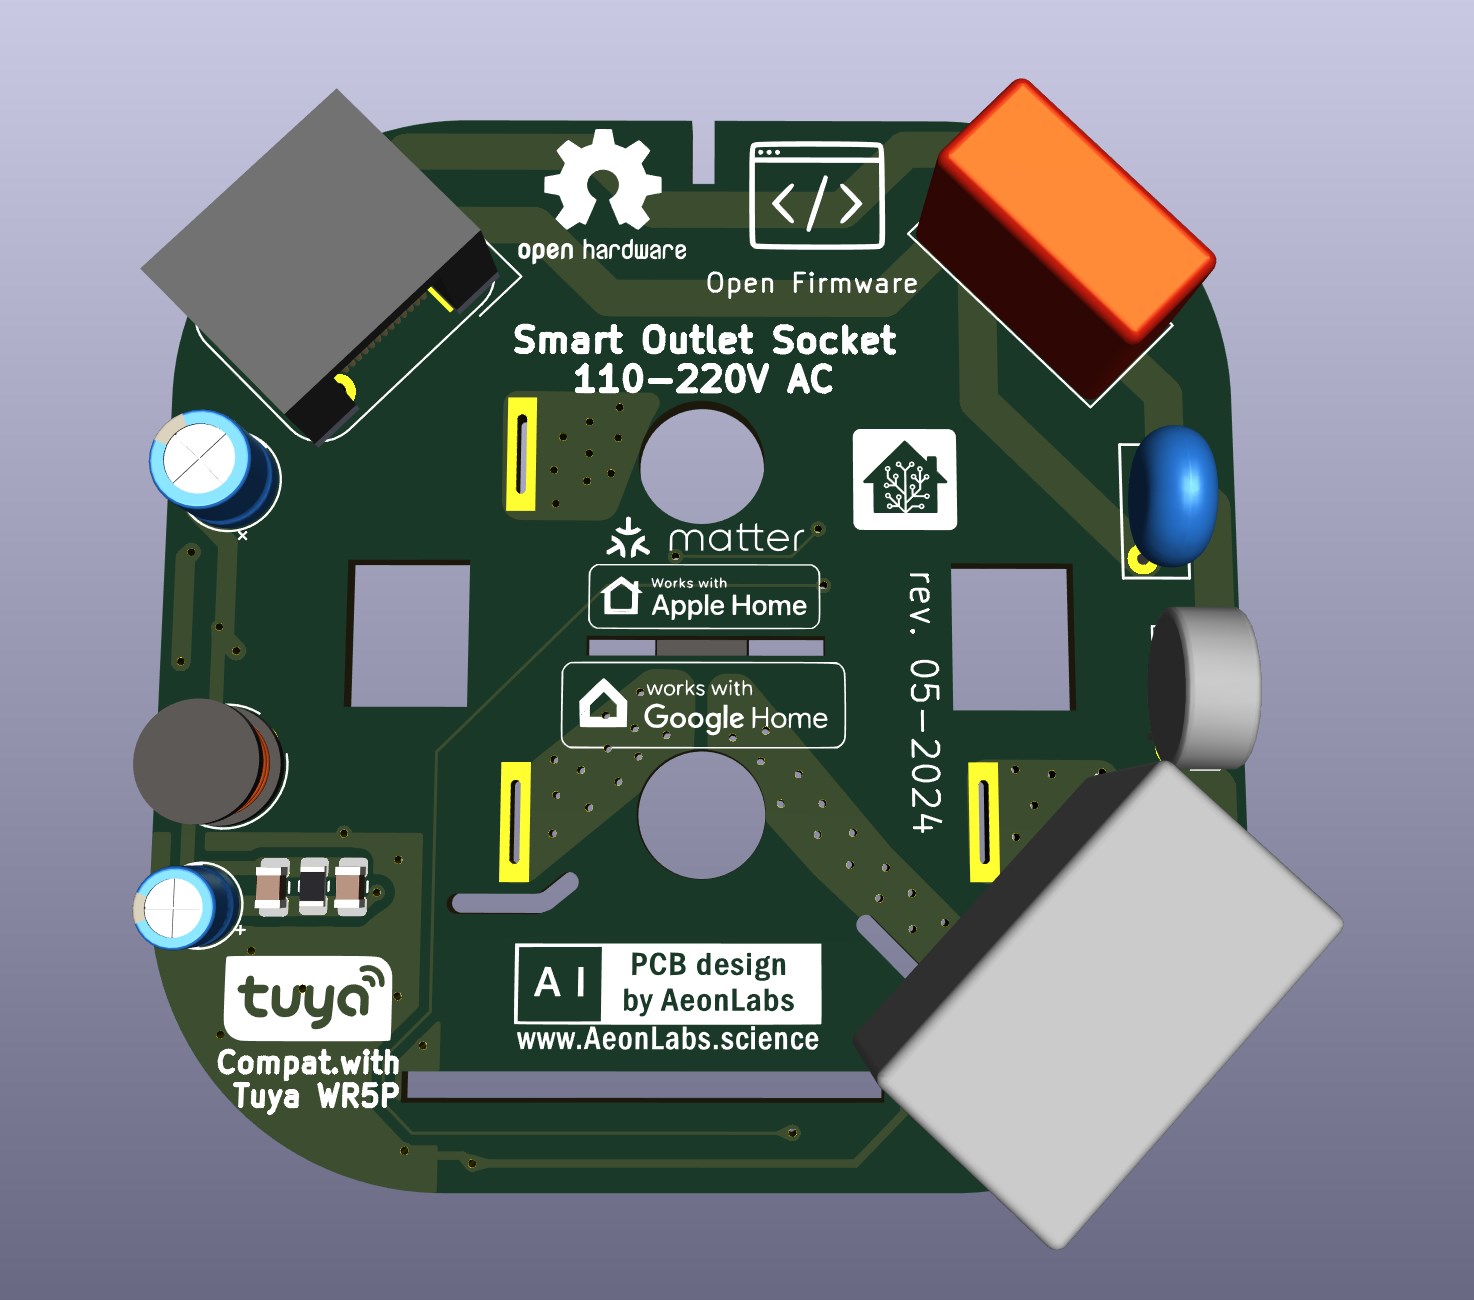 open hardware
</>
Open Firmware
Smart Outlet Socket
110-220V AC
matter
Works with
Apple Home
works with
Google Home
rev. 05-2024
AI
PCB design
by AeonLabs
www.AeonLabs.science
tuya
Compat.with
Tuya WR5P